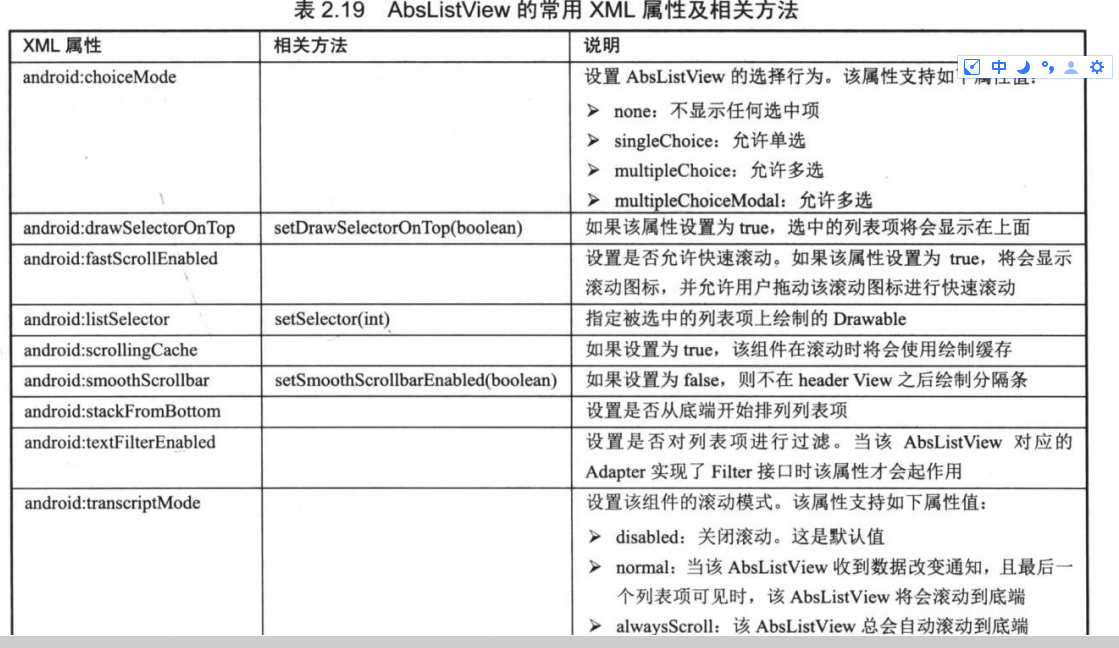 表 2.19 AbsListView 的常用 XML 属性及相关方法
XML 属性 相关方法 说明
android:choiceMode 设置 AbsListView 的选择行为。该属性支持如下属性值：
➢ none：不显示任何选中项
➢ singleChoice：允许单选
➢ multipleChoice：允许多选
➢ multipleChoiceModal：允许多选
android:drawSelectorOnTop setDrawSelectorOnTop(boolean) 如果该属性设置为 true，选中的列表项将会显示在上面
android:fastScrollEnabled 设置是否允许快速滚动。如果该属性设置为 true，将会显示
滚动图标，并允许用户拖动该滚动图标进行快速滚动
android:listSelector setSelector(int) 指定被选中的列表项上绘制的 Drawable
android:scrollingCache 如果设置为 true，该组件在滚动时将会使用绘制缓存
android:smoothScrollbar setSmoothScrollbarEnabled(boolean) 如果设置为 false，则不在 header View 之后绘制分隔条
android:stackFromBottom 设置是否从底端开始排列列表项
android:textFilterEnabled 设置是否对列表项进行过滤。当该 AbsListView 对应的
Adapter 实现了 Filter 接口时该属性才会起作用
android:transcriptMode 设置该组件的滚动模式。该属性支持如下属性值：
➢ disabled：关闭滚动。这是默认值
➢ normal：当该 AbsListView 收到数据改变通知，且最后一
个列表项可见时，该 AbsListView 将会滚动到底端
➢ alwaysScroll：该 AbsListView 总会自动滚动到底端
中